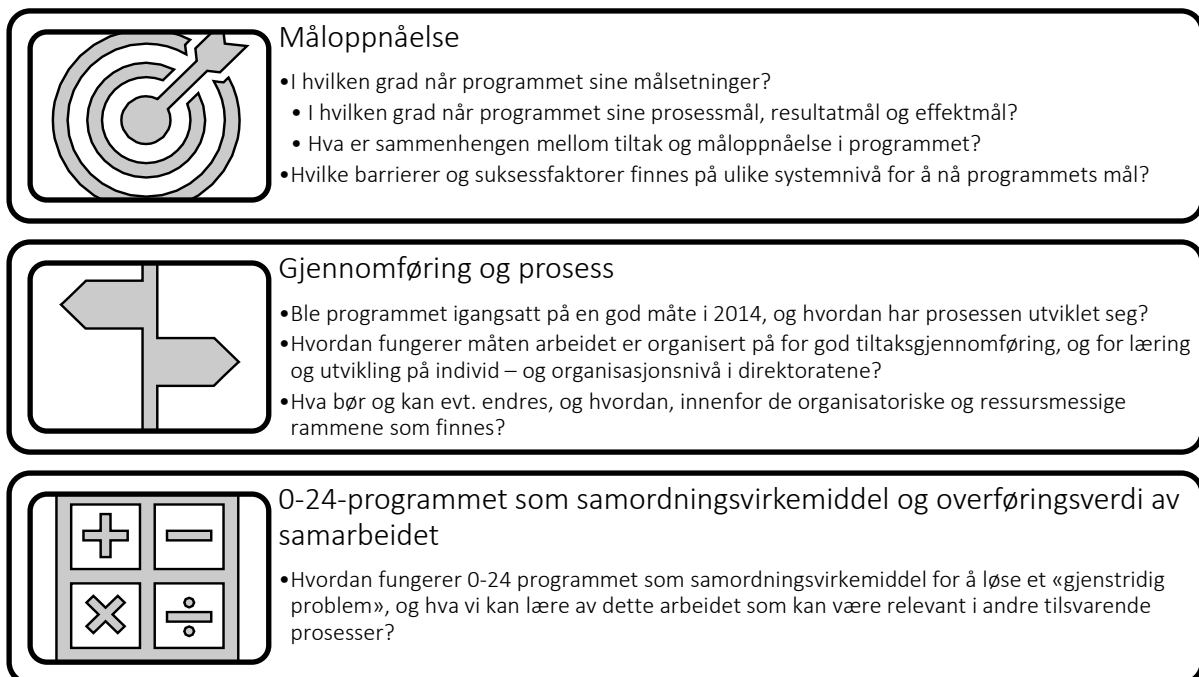 Måloppnåelse
•I hvilken grad når programmet sine målsetninger?
• I hvilken grad når programmet sine prosessmål, resultatmål og effektmål?
• Hva er sammenhengen mellom tiltak og måloppnåelse i programmet?
•Hvilke barrierer og suksessfaktorer finnes på ulike systemnivå for å nå programmets mål?
Gjennomføring og prosess
•Ble programmet igangsatt på en god måte i 2014, og hvordan har prosessen utviklet seg?
•Hvordan fungerer måten arbeidet er organisert på for god tiltaksgjennomføring, og for læring
og utvikling på individ – og organisasjonsnivå i direktoratene?
•Hva bør og kan evt. endres, og hvordan, innenfor de organisatoriske og ressursmessige
rammene som finnes?
0-24-programmet som samordningsvirkemiddel og overføringsverdi av
samarbeidet
•Hvordan fungerer 0-24 programmet som samordningsvirkemiddel for å løse et «gjenstridig
problem», og hva vi kan lære av dette arbeidet som kan være relevant i andre tilsvarende
prosesser?